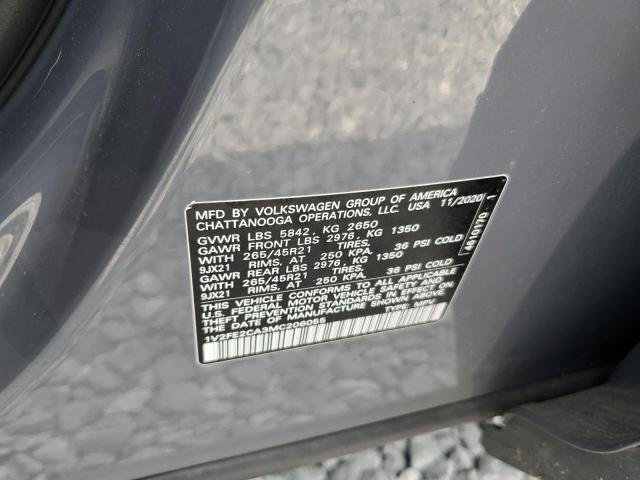 MFD BY VOLKSWAGEN GROUP OF AMERICA
CHATTANOOGA OPERATIONS, LLC. USA 11/2020
GVWR LBS 5842, KG 2650
GAWR FRONT LBS 2976, KG 1350
WITH 265/45R21 TIRES,
9JX21 RIMS, AT 250 KPA, 36 PSI COLD
GAWR REAR LBS 2976, KG 1350
WITH 265/45R21 TIRES,
9JX21 RIMS, AT 250 KPA, 36 PSI COLD
THIS VEHICLE CONFORMS TO ALL APPLICABLE
U.S. FEDERAL MOTOR VEHICLE SAFETY AND
THEFT PREVENTION STANDARDS IN EFFECT ON
THE DATE OF MANUFACTURE SHOWN ABOVE.
1V2FE2CA9MC206055 TYPE: MPV
4619170 1